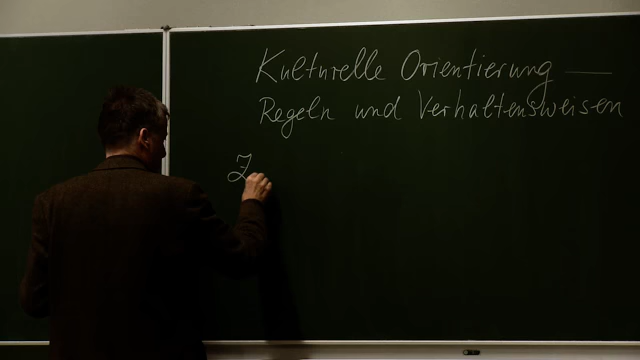 Kulturelle Orientierung —
Regeln und Verhaltensweisen
Z